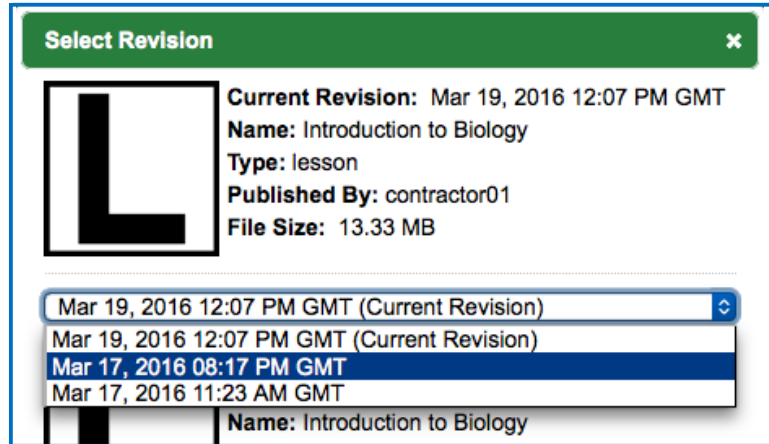 Select Revision ×
L
Current Revision: Mar 19, 2016 12:07 PM GMT
Name: Introduction to Biology
Type: lesson
Published By: contractor01
File Size: 13.33 MB
Mar 19, 2016 12:07 PM GMT (Current Revision)
Mar 19, 2016 12:07 PM GMT (Current Revision)
Mar 17, 2016 08:17 PM GMT
Mar 17, 2016 11:23 AM GMT
Name: Introduction to Biology